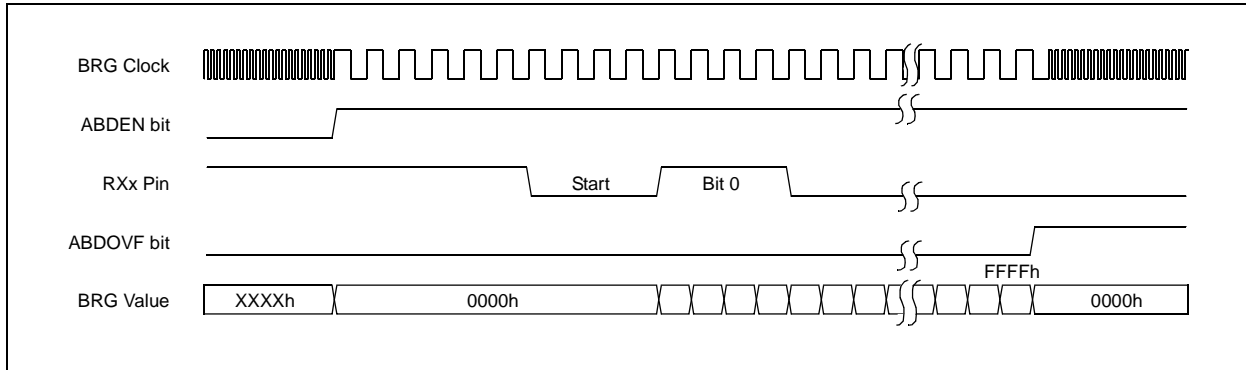 BRG Clock
ABDEN bit
RXx Pin
Start
Bit 0
ABDOVF bit
FFFFh
BRG Value
XXXXh
0000h
0000h